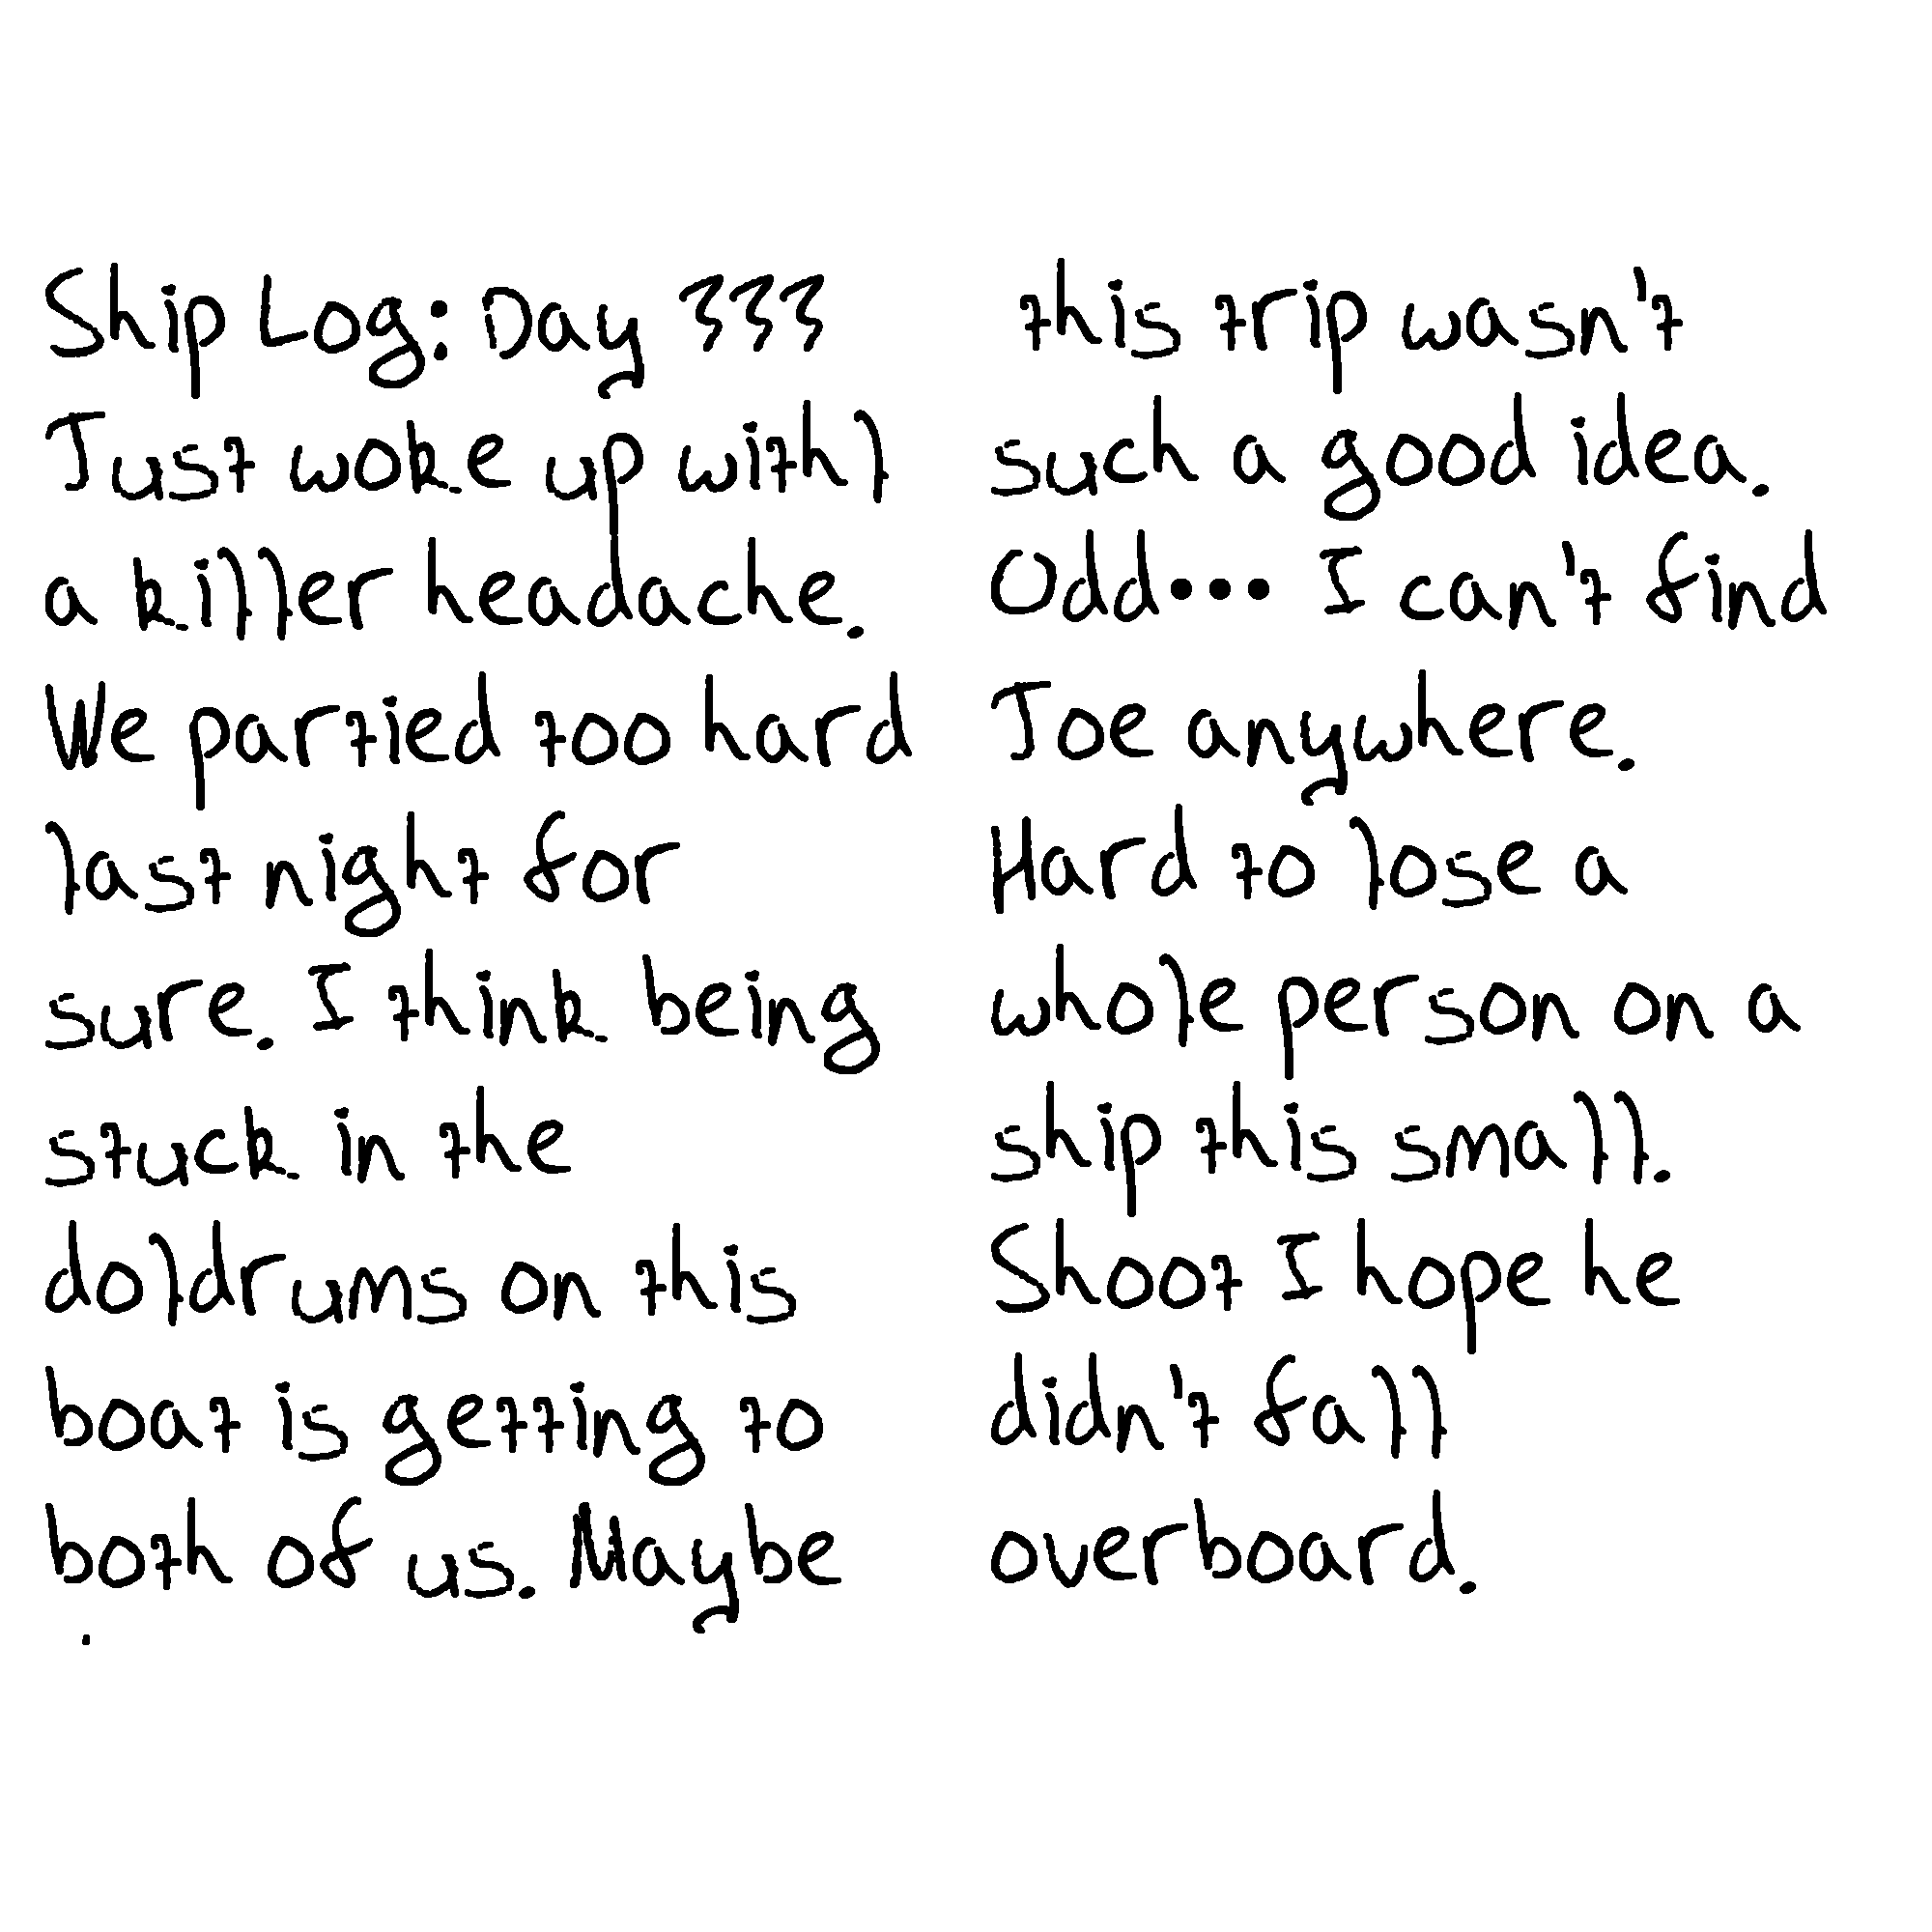 Ship Log: Day ???
Just woke up with
a killer headache.
We partied too hard
last night for
sure. I think being
stuck in the
doldrums on this
boat is getting to
both of us. Maybe
this trip wasn't
such a good idea.
Odd... I can't find
Joe anywhere.
Hard to lose a
whole person on a
ship this small.
Shoot I hope he
didn't fall
overboard.